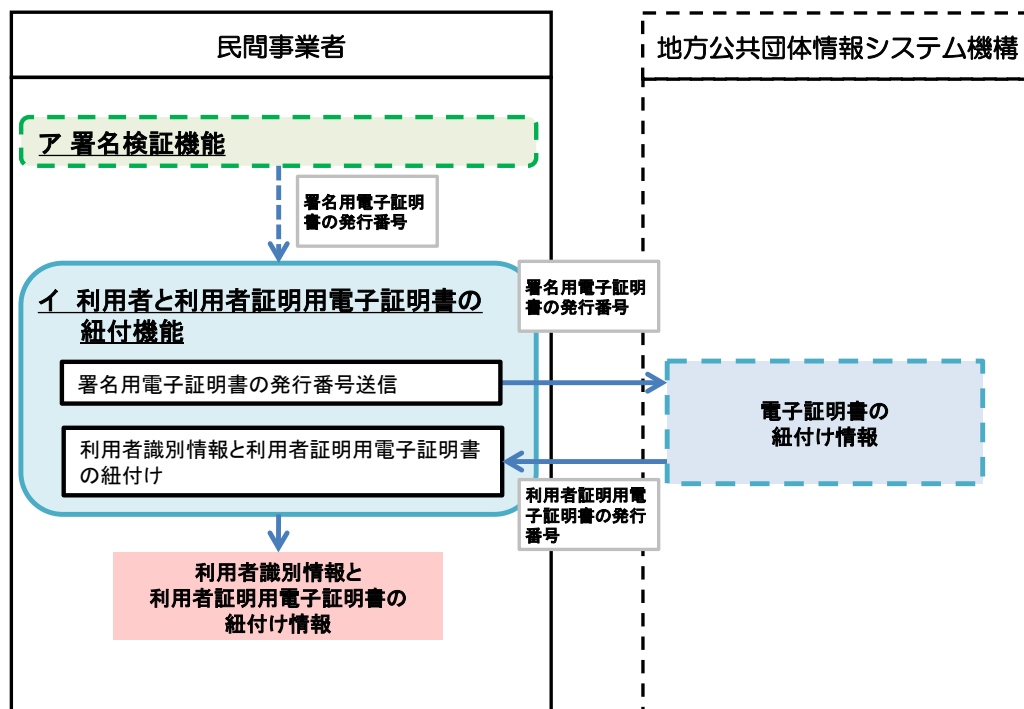 民間事業者
地方公共団体情報システム機構
ア 署名検証機能
署名用電子証明
書の発行番号
イ 利用者と利用者証明用電子証明書の
紐付機能
署名用電子証明
書の発行番号
署名用電子証明書の発行番号送信
電子証明書の
紐付け情報
利用者識別情報と利用者証明用電子証明書
の紐付け
利用者証明用電
子証明書の発行
番号
利用者識別情報と
利用者証明用電子証明書の
紐付け情報